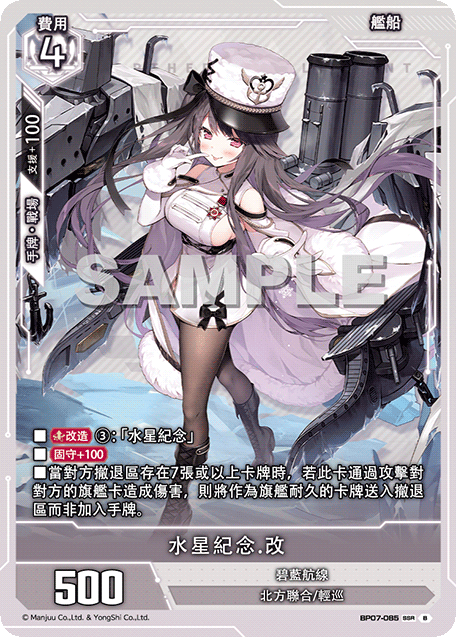 費用
4
艦船
支援+100
手牌・戰場
SAMPLE
■改造③:「水星紀念」
■固守+100
■當對方撤退區存在7張或以上卡牌時，若此卡通過攻擊對
對方的旗艦卡造成傷害，則將作為旗艦耐久的卡牌送入撤退
區而非加入手牌。
水星紀念.改
500
碧藍航線
北方聯合/輕巡
© Manjuu Co.,Ltd. & YongShi Co.,Ltd.
BP07-085 SSR B